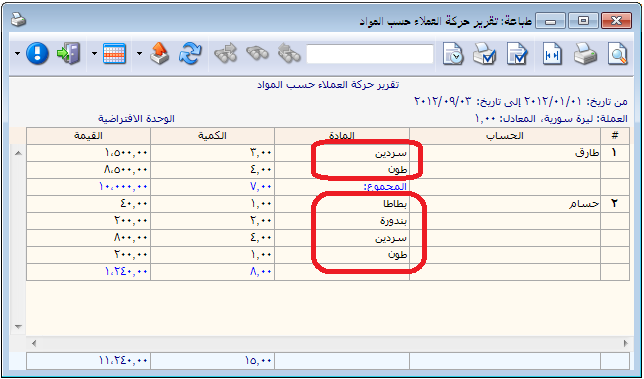 طباعة: تقرير حركة العملاء حسب المواد
تقرير حركة العملاء حسب المواد
من تاريخ: ٢٠١٢/٠١/٠١ إلى تاريخ: ٢٠١٢/٠٩/٠٣
العملة: ليرة سورية، المعادل: ١,٠٠ الوحدة الافتراضية
# الحساب المادة الكمية القيمة
١ طارق سردين ٣,٠٠ ١,٥٠٠,٠٠
طون ٤,٠٠ ٨,٥٠٠,٠٠
المجموع: ٧,٠٠ ١٠,٠٠٠,٠٠
٢ حسام بطاطا ١,٠٠ ٤٠,٠٠
بندورة ٢,٠٠ ٢٠٠,٠٠
سردين ٤,٠٠ ٨٠٠,٠٠
طون ١,٠٠ ٢٠٠,٠٠
٨,٠٠ ١,٢٤٠,٠٠
١٥,٠٠ ١١,٢٤٠,٠٠